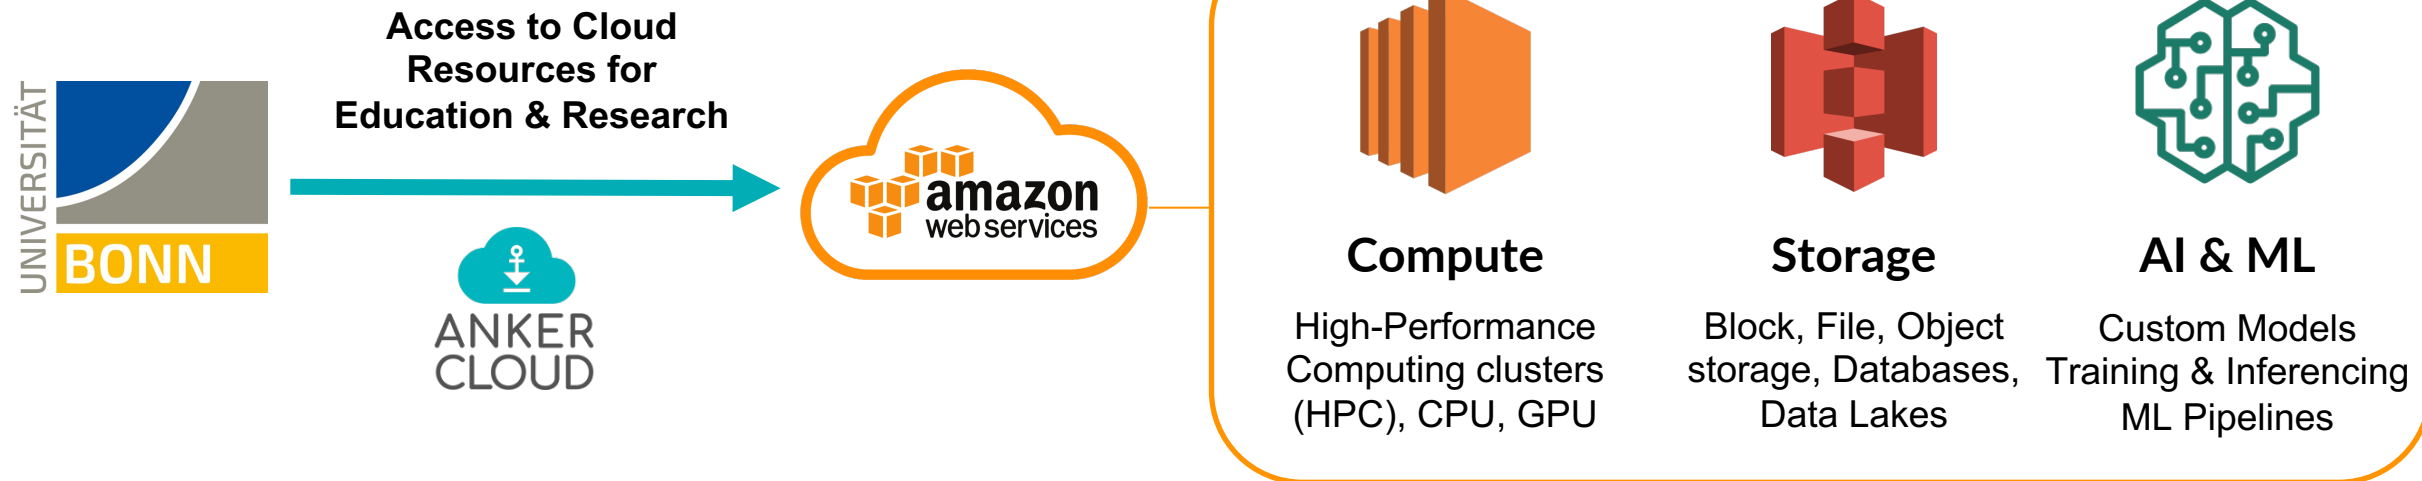 UNIVERSITÄT
BONN
Access to Cloud
Resources for
Education & Research
ANKER
CLOUD
amazon
web services
Compute
High-Performance
Computing clusters
(HPC), CPU, GPU
Storage
Block, File, Object
storage, Databases,
Data Lakes
AI & ML
Custom Models
Training & Inferencing
ML Pipelines